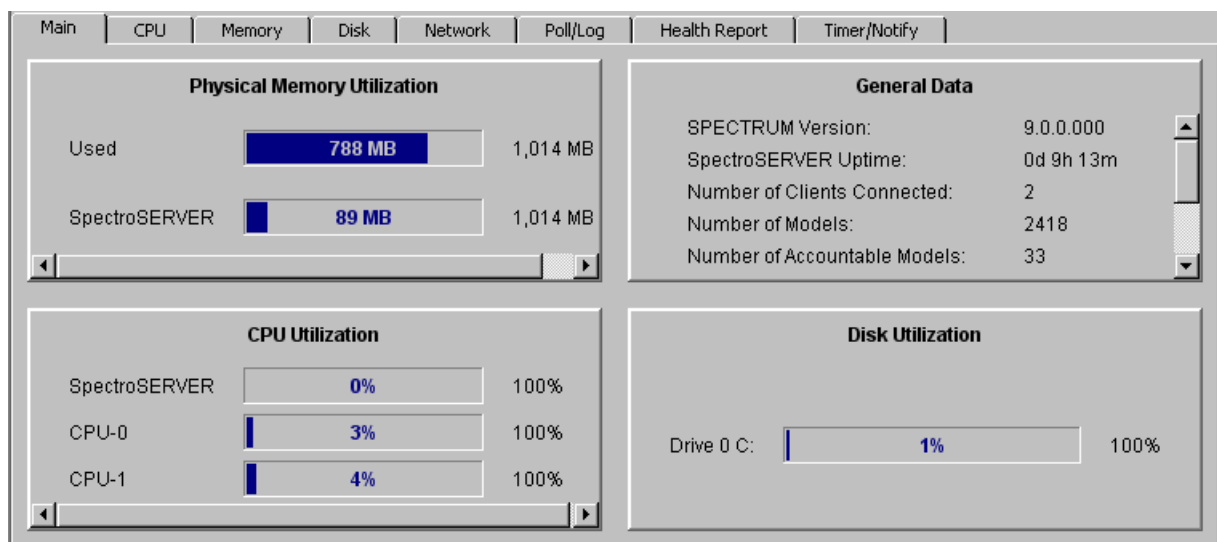 Main CPU Memory Disk Network Poll/Log Health Report Timer/Notify
Physical Memory Utilization
Used 788 MB 1,014 MB
SpectroSERVER 89 MB 1,014 MB
General Data
SPECTRUM Version: 9.0.0.000
SpectroSERVER Uptime: 0d 9h 13m
Number of Clients Connected: 2
Number of Models: 2418
Number of Accountable Models: 33
CPU Utilization
SpectroSERVER 0% 100%
CPU-0 3% 100%
CPU-1 4% 100%
Disk Utilization
Drive 0 C: 1% 100%